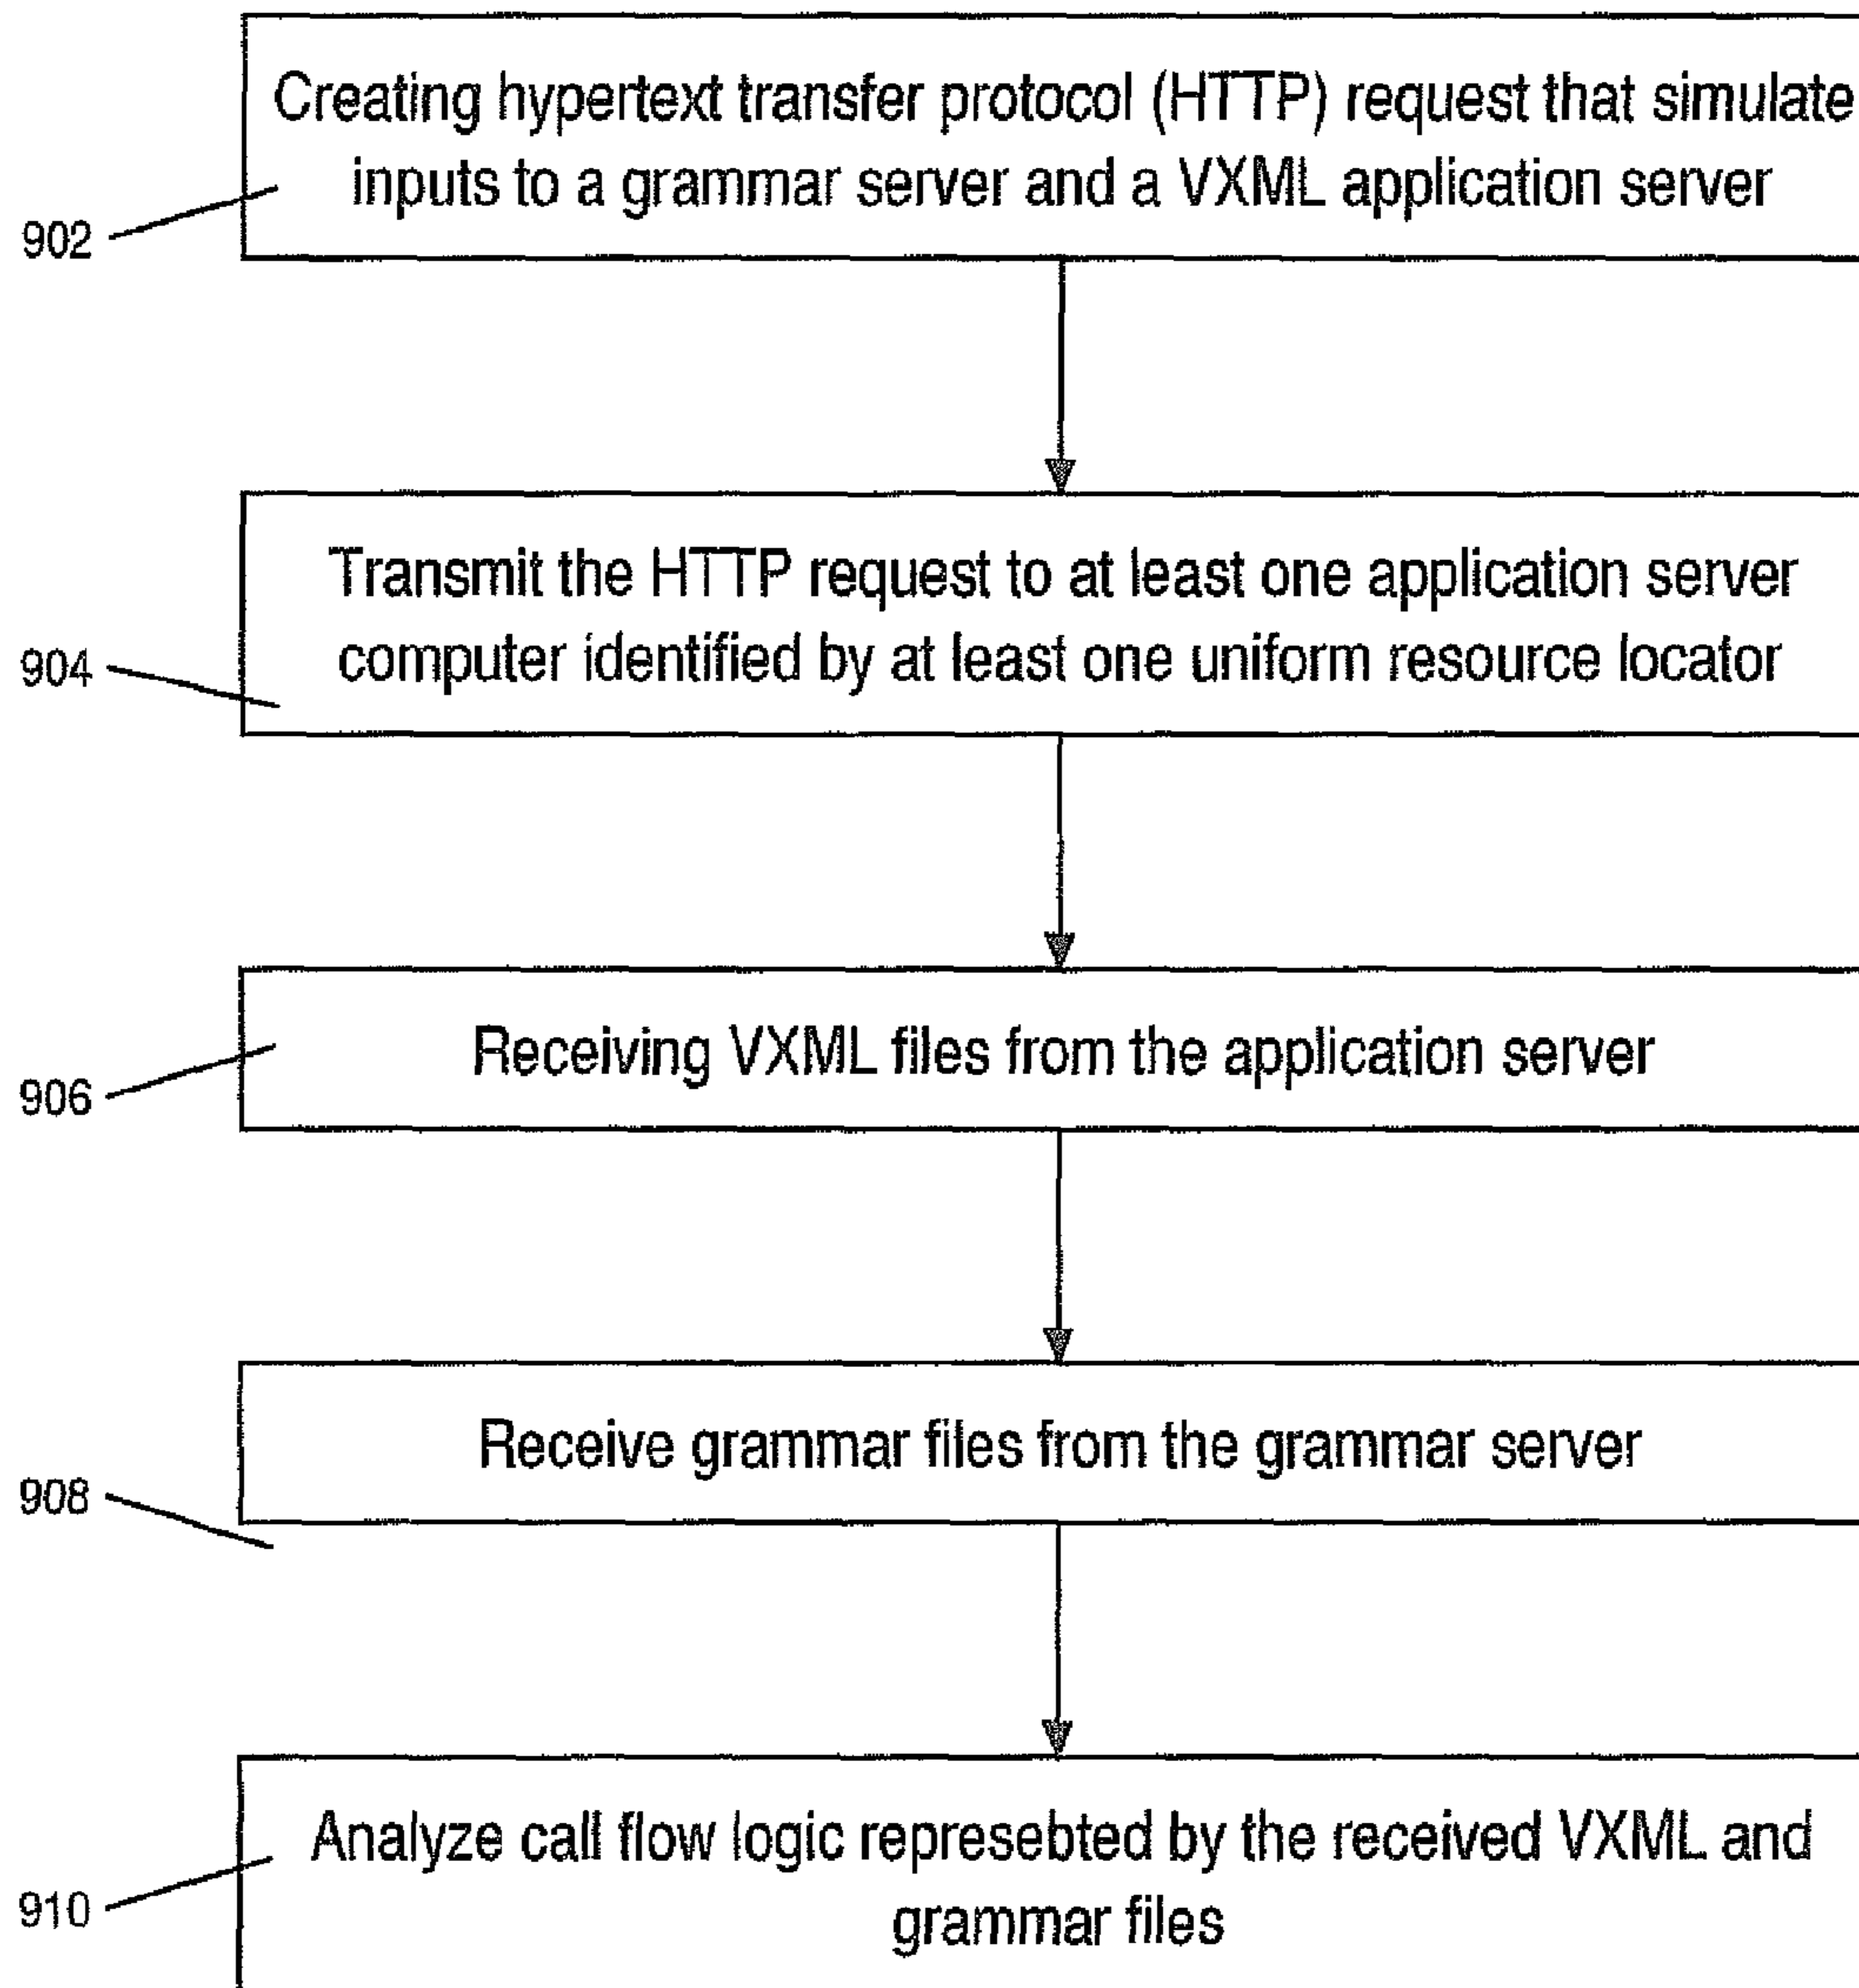 Creating hypertext transfer protocol (HTTP) request that simulate
inputs to a grammar server and a VXML application server
902
Transmit the HTTP request to at least one application server
computer identified by at least one uniform resource locator
904
Receiving VXML files from the application server
906
Receive grammar files from the grammar server
908
Analyze call flow logic represebted by the received VXML and
grammar files
910